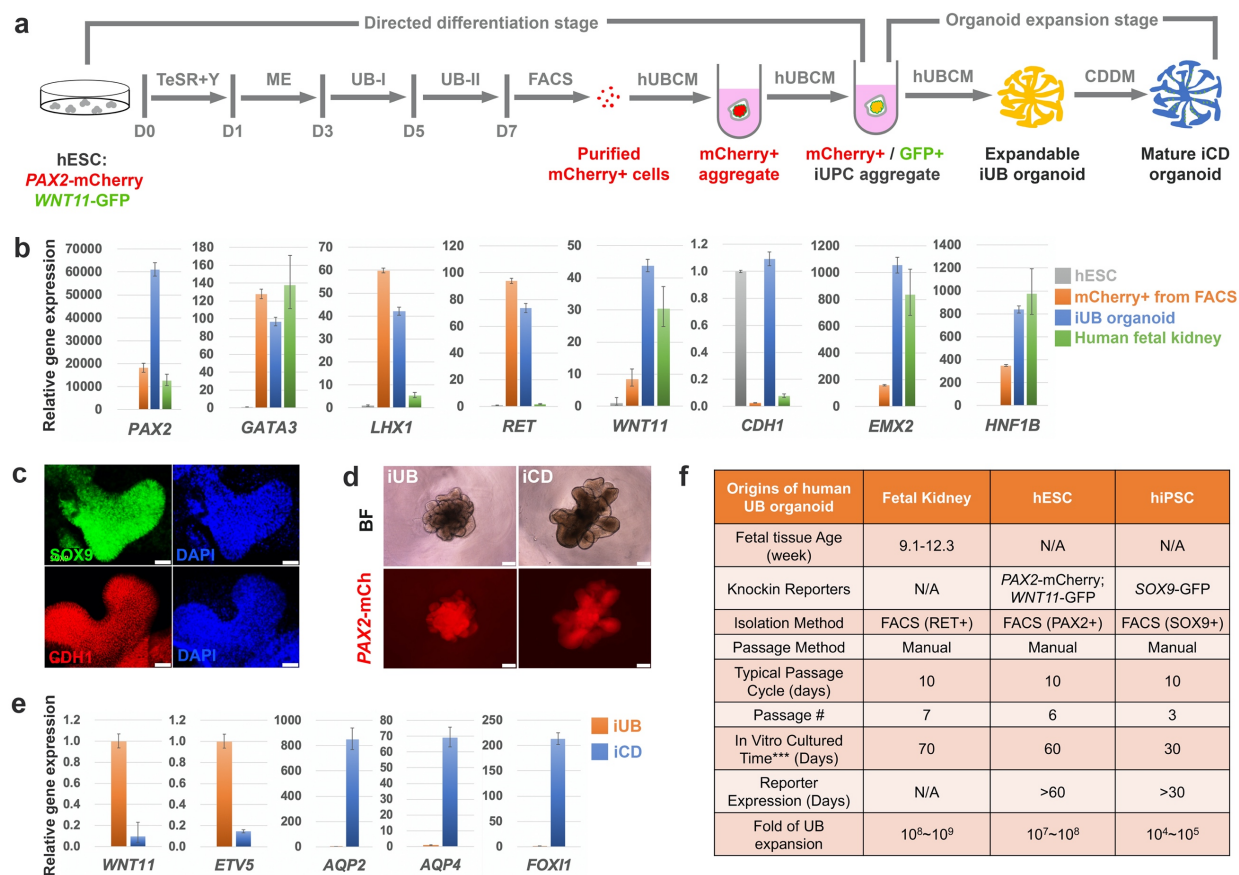 a
Directed differentiation stage
Organoid expansion stage
TeSR+Y
ME
UB-I
UB-II
FACS
hUBCM
hUBCM
hUBCM
CDDM
D0
D1
D3
D5
D7
hESC:
PAX2-mCherry
WNT11-GFP
Purified
mCherry+ cells
mCherry+
aggregate
mCherry+ / GFP+
iUPC aggregate
Expandable
iUB organoid
Mature iCD
organoid
b
Relative gene expression
70000
60000
50000
40000
30000
20000
10000
0
PAX2
180
160
140
120
100
80
60
40
20
0
GATA3
70
60
50
40
30
20
10
0
LHX1
120
100
80
60
40
20
0
RET
50
40
30
20
10
0
WNT11
1.2
1.0
0.8
0.6
0.4
0.2
0.0
CDH1
1200
1000
800
600
400
200
0
EMX2
1400
1200
1000
800
600
400
200
0
HNF1B
hESC
mCherry+ from FACS
iUB organoid
Human fetal kidney
c
SOX9
DAPI
CDH1
DAPI
d
iUB
iCD
BF
PAX2-mCh
e
Relative gene expression
1.2
1.0
0.8
0.6
0.4
0.2
0.0
WNT11
1.2
1.0
0.8
0.6
0.4
0.2
0.0
ETV5
1000
800
600
400
200
0
AQP2
80
70
60
50
40
30
20
10
0
AQP4
250
200
150
100
50
0
FOXI1
iUB
iCD
f
Origins of human UB organoid | Fetal Kidney | hESC | hiPSC
Fetal tissue Age (week) | 9.1-12.3 | N/A | N/A
Knockin Reporters | N/A | PAX2-mCherry; WNT11-GFP | SOX9-GFP
Isolation Method | FACS (RET+) | FACS (PAX2+) | FACS (SOX9+)
Passage Method | Manual | Manual | Manual
Typical Passage Cycle (days) | 10 | 10 | 10
Passage # | 7 | 6 | 3
In Vitro Cultured Time*** (Days) | 70 | 60 | 30
Reporter Expression (Days) | N/A | >60 | >30
Fold of UB expansion | 10⁸~10⁹ | 10⁷~10⁸ | 10⁴~10⁵